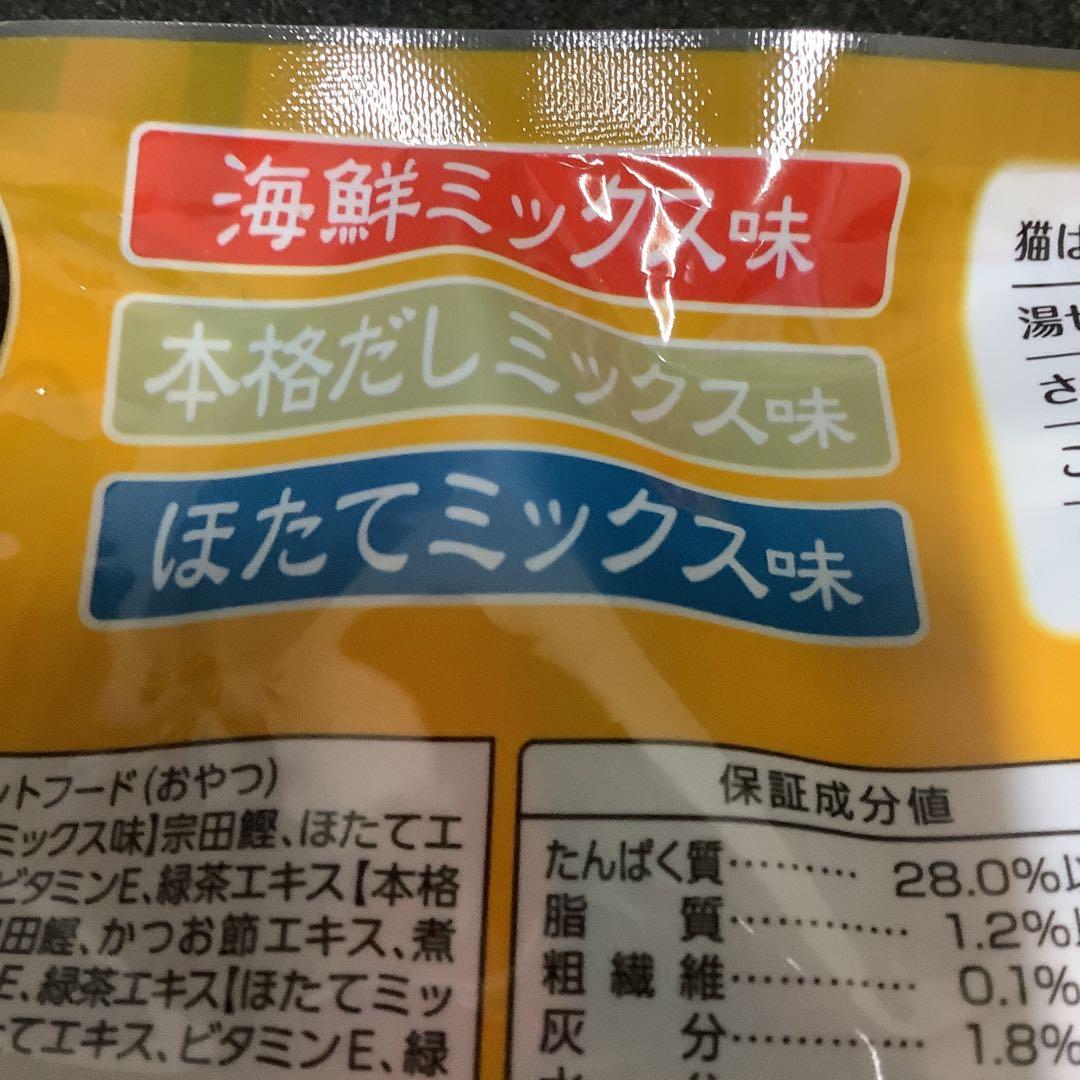 海鮮ミックス味
本格だしミックス味
ほたてミックス味
猫は
湯せ
さ
ットフード(おやつ)
ミックス味】宗田鰹、ほたてエ
ビタミンE、緑茶エキス【本格
田鰹、かつお節エキス、煮
E、緑茶エキス【ほたてミッ
てエキス、ビタミンE、緑
保証成分値
たんぱく質……… 28.0%以
脂質………… 1.2%
粗繊維………… 0.1%
灰分………… 1.8%
水分